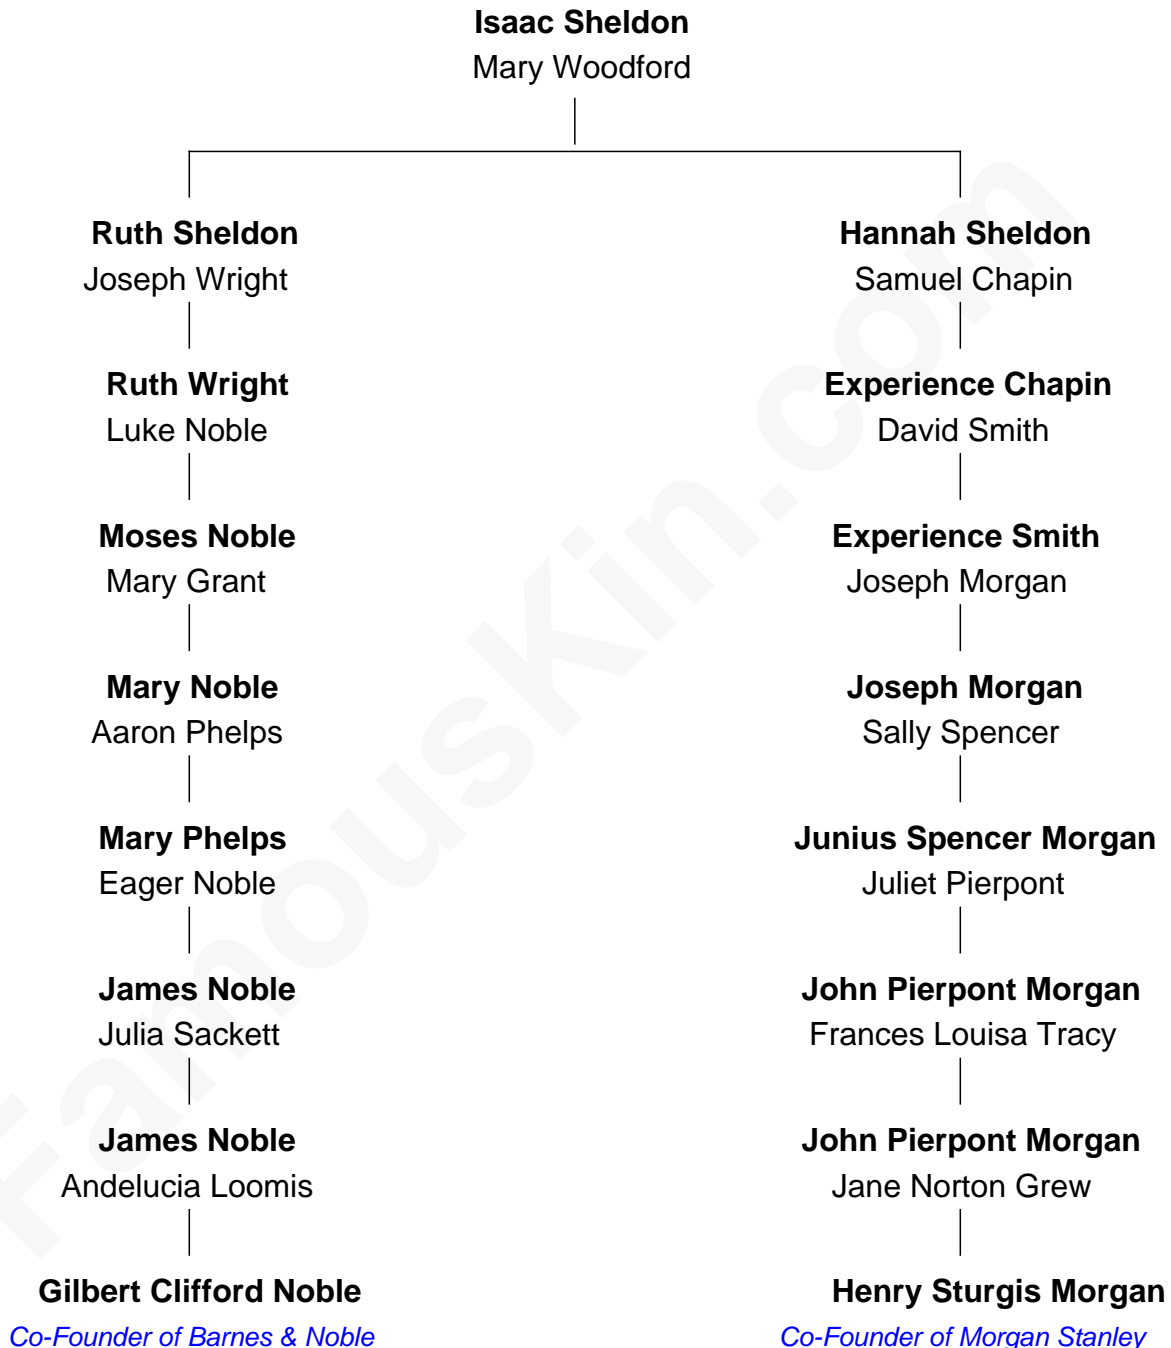 Isaac Sheldon
Mary Woodford
Ruth Sheldon
Joseph Wright
Hannah Sheldon
Samuel Chapin
Ruth Wright
Luke Noble
Experience Chapin
David Smith
Moses Noble
Mary Grant
Experience Smith
Joseph Morgan
Mary Noble
Aaron Phelps
Joseph Morgan
Sally Spencer
Mary Phelps
Eager Noble
Junius Spencer Morgan
Juliet Pierpont
James Noble
Julia Sackett
John Pierpont Morgan
Frances Louisa Tracy
James Noble
Andelucia Loomis
John Pierpont Morgan
Jane Norton Grew
Gilbert Clifford Noble
Co-Founder of Barnes & Noble
Henry Sturgis Morgan
Co-Founder of Morgan Stanley
FamousKin.com